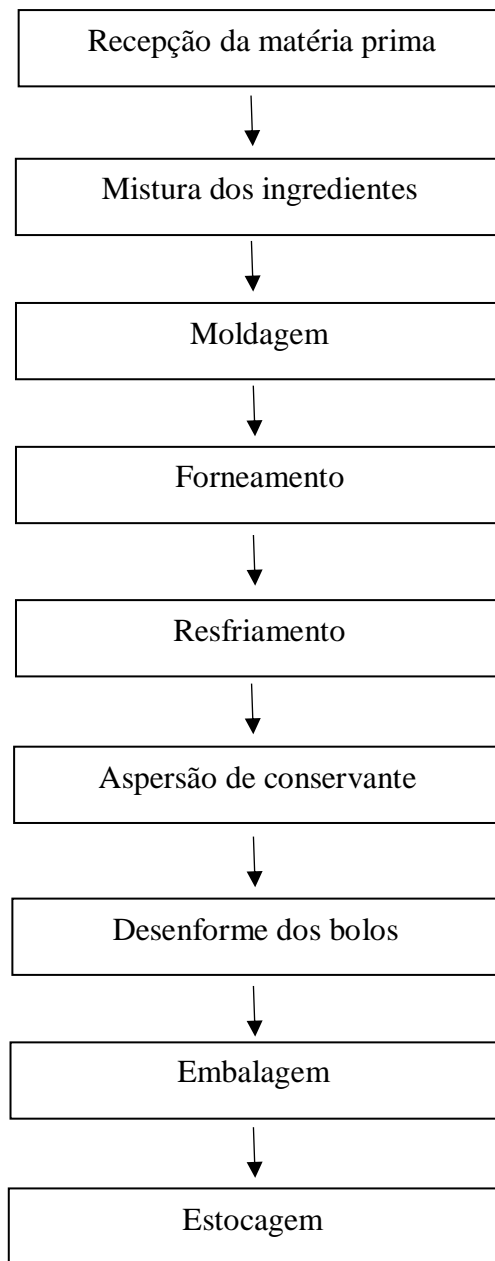 Recepção da matéria prima
Mistura dos ingredientes
Moldagem
Forneamento
Resfriamento
Aspersão de conservante
Desenforme dos bolos
Embalagem
Estocagem